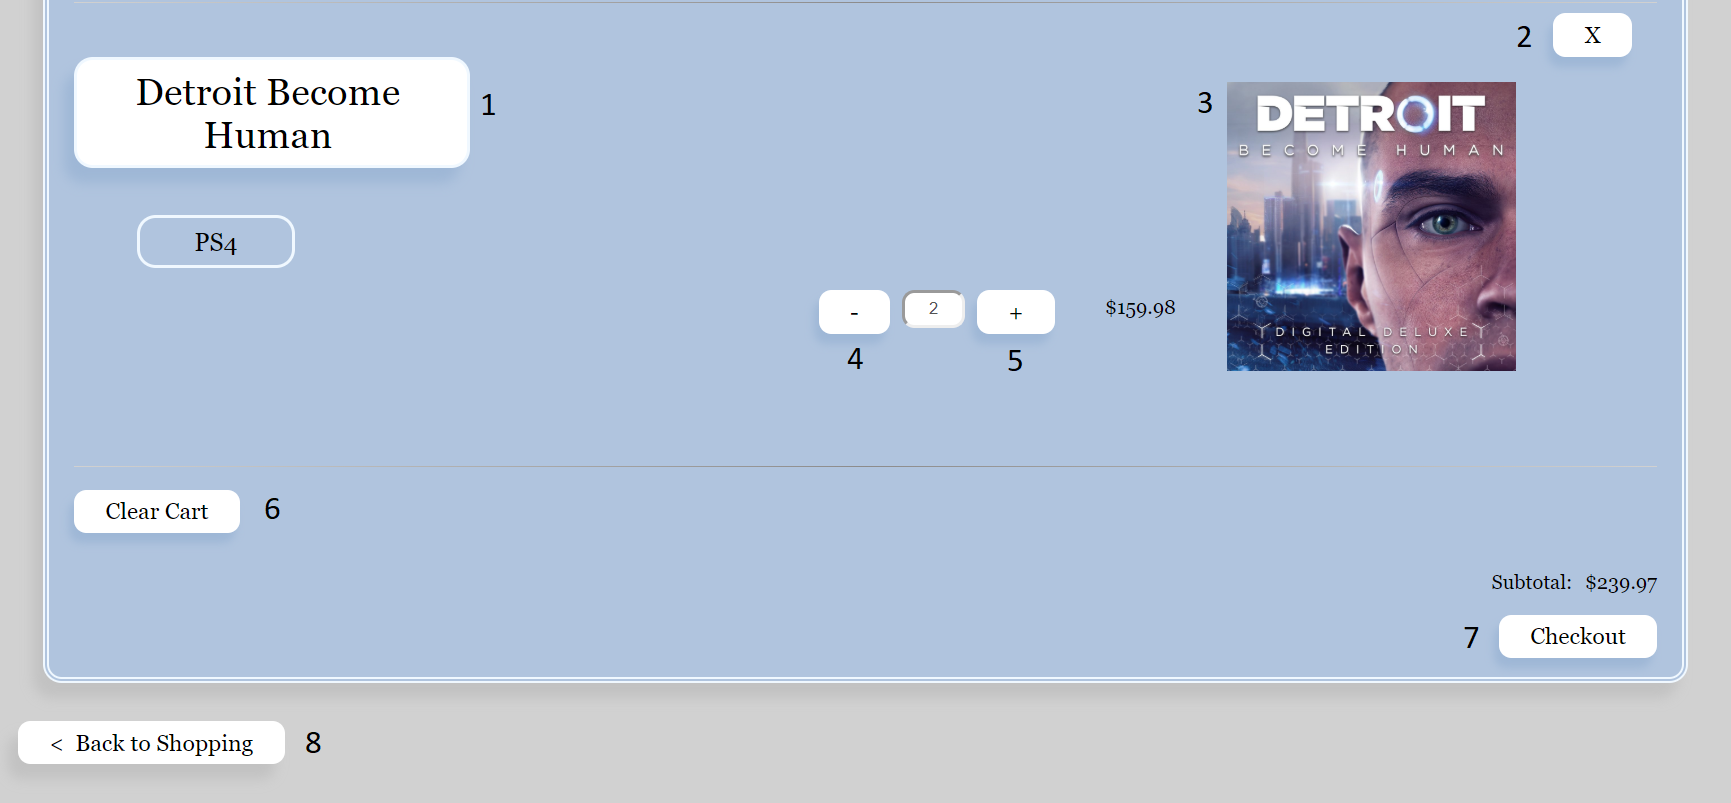 2 X
Detroit Become
Human
1
3
DETROIT
BECOME HUMAN
PS4
- 2 + $159.98
DIGITAL DELUXE
EDITION
4 5
Clear Cart 6
Subtotal: $239.97
7 Checkout
< Back to Shopping 8